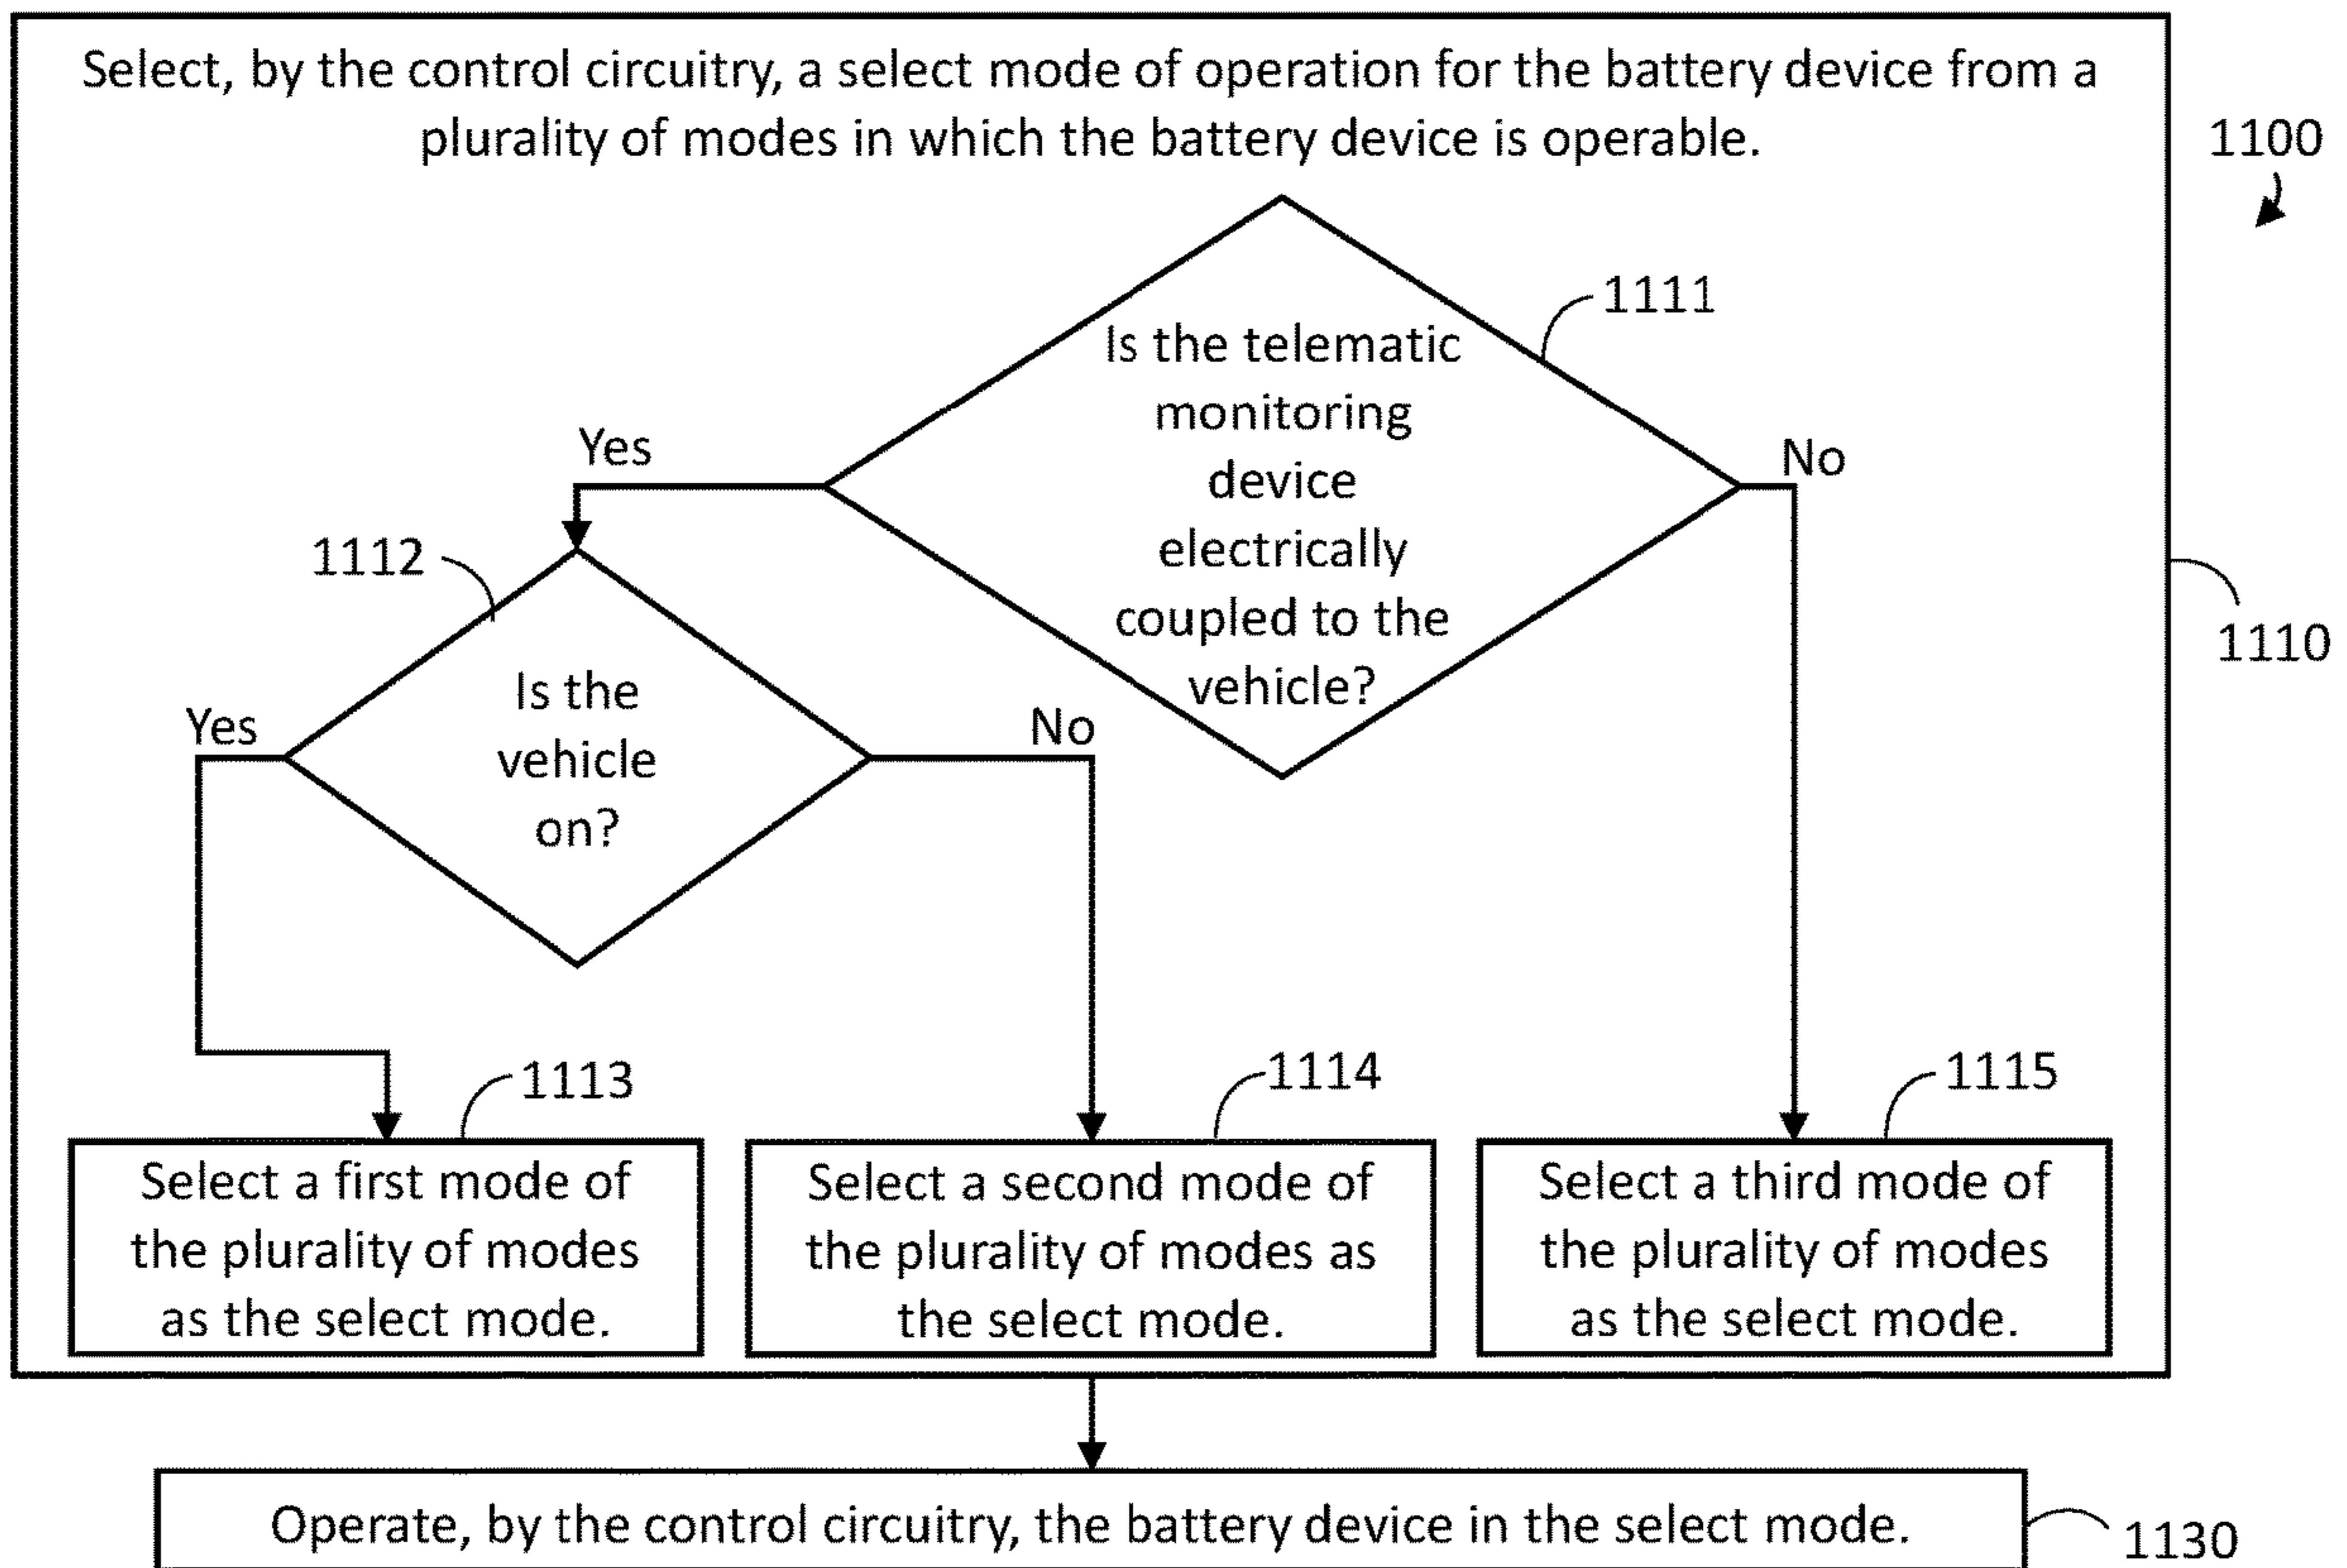 Select, by the control circuitry, a select mode of operation for the battery device from a
plurality of modes in which the battery device is operable.
1100
1111
Is the telematic
monitoring
device
electrically
coupled to the
vehicle?
Yes
No
1112
1110
Is the
vehicle
on?
Yes
No
1113
1114
1115
Select a first mode of
the plurality of modes
as the select mode.
Select a second mode of
the plurality of modes as
the select mode.
Select a third mode of
the plurality of modes
as the select mode.
Operate, by the control circuitry, the battery device in the select mode.
1130